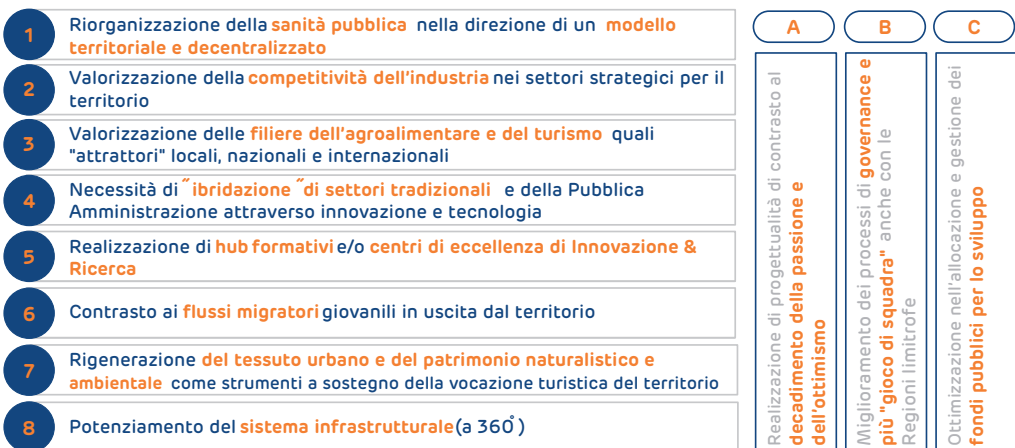 1
Riorganizzazione della sanità pubblica nella direzione di un modello
territoriale e decentralizzato
2
Valorizzazione della competitività dell'industria nei settori strategici per il
territorio
3
Valorizzazione delle filiere dell'agroalimentare e del turismo quali
"attrattori" locali, nazionali e internazionali
4
Necessità di ˝ibridazione˝ di settori tradizionali e della Pubblica
Amministrazione attraverso innovazione e tecnologia
5
Realizzazione di hub formativi e/o centri di eccellenza di Innovazione &
Ricerca
6
Contrasto ai flussi migratori giovanili in uscita dal territorio
7
Rigenerazione del tessuto urbano e del patrimonio naturalistico e
ambientale come strumenti a sostegno della vocazione turistica del territorio
8
Potenziamento del sistema infrastrutturale (a 360°)
A
Realizzazione di progettualità di contrasto al
decadimento della passione e
dell'ottimismo
B
Miglioramento dei processi di governance e
più "gioco di squadra" anche con le
Regioni limitrofe
C
Ottimizzazione nell'allocazione e gestione dei
fondi pubblici per lo sviluppo